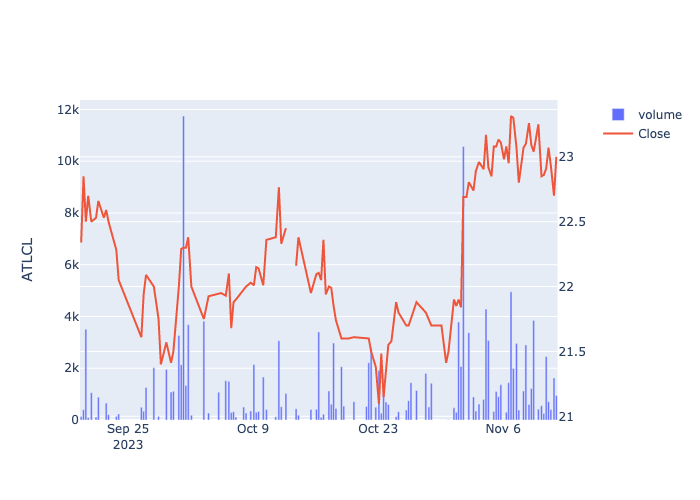 12k
10k
8k
6k
4k
2k
0
ATLCL
23
22.5
22
21.5
21
Sep 25
2023
Oct 9
Oct 23
Nov 6
volume
Close